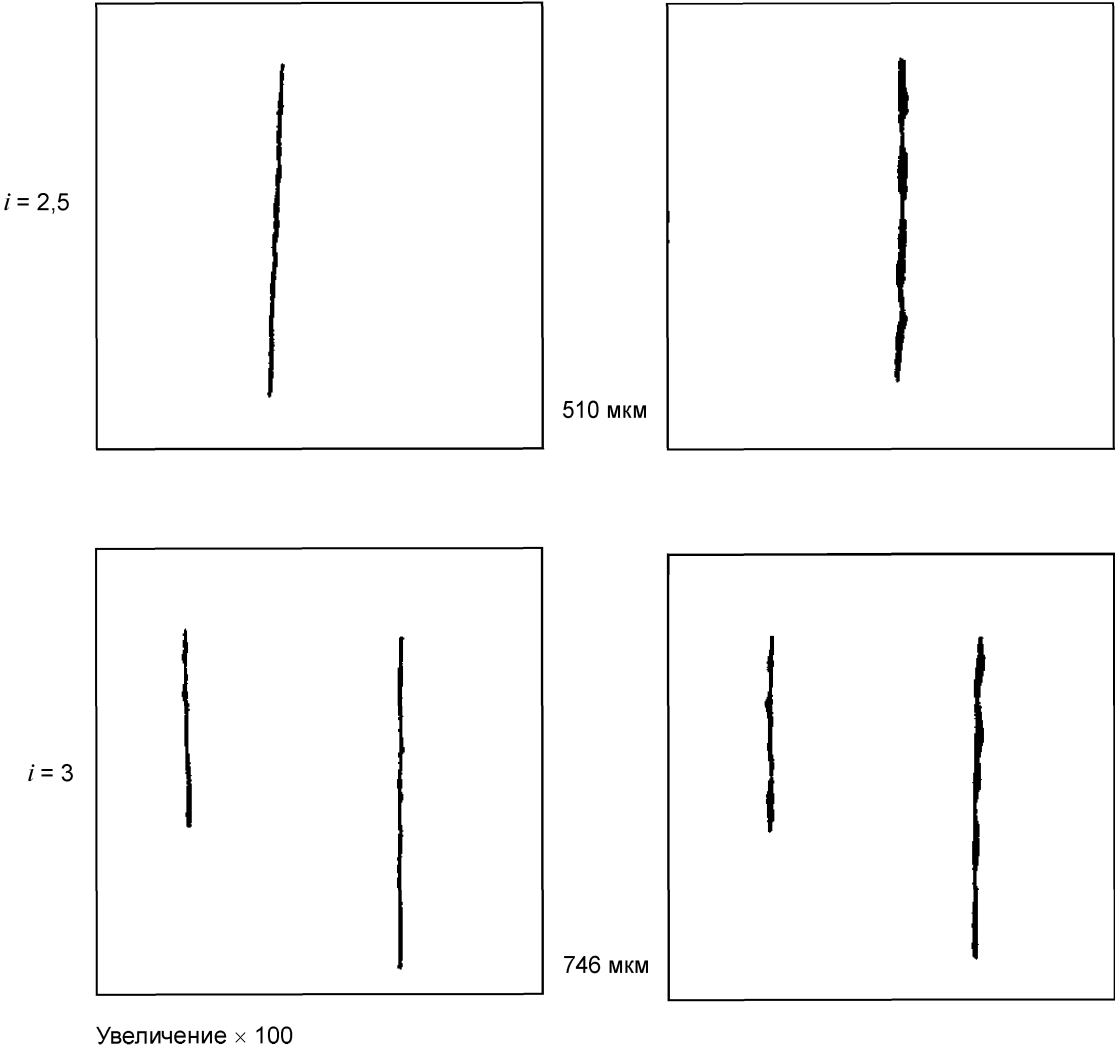 i = 2,5
510 мкм
i = 3
746 мкм
Увеличение × 100